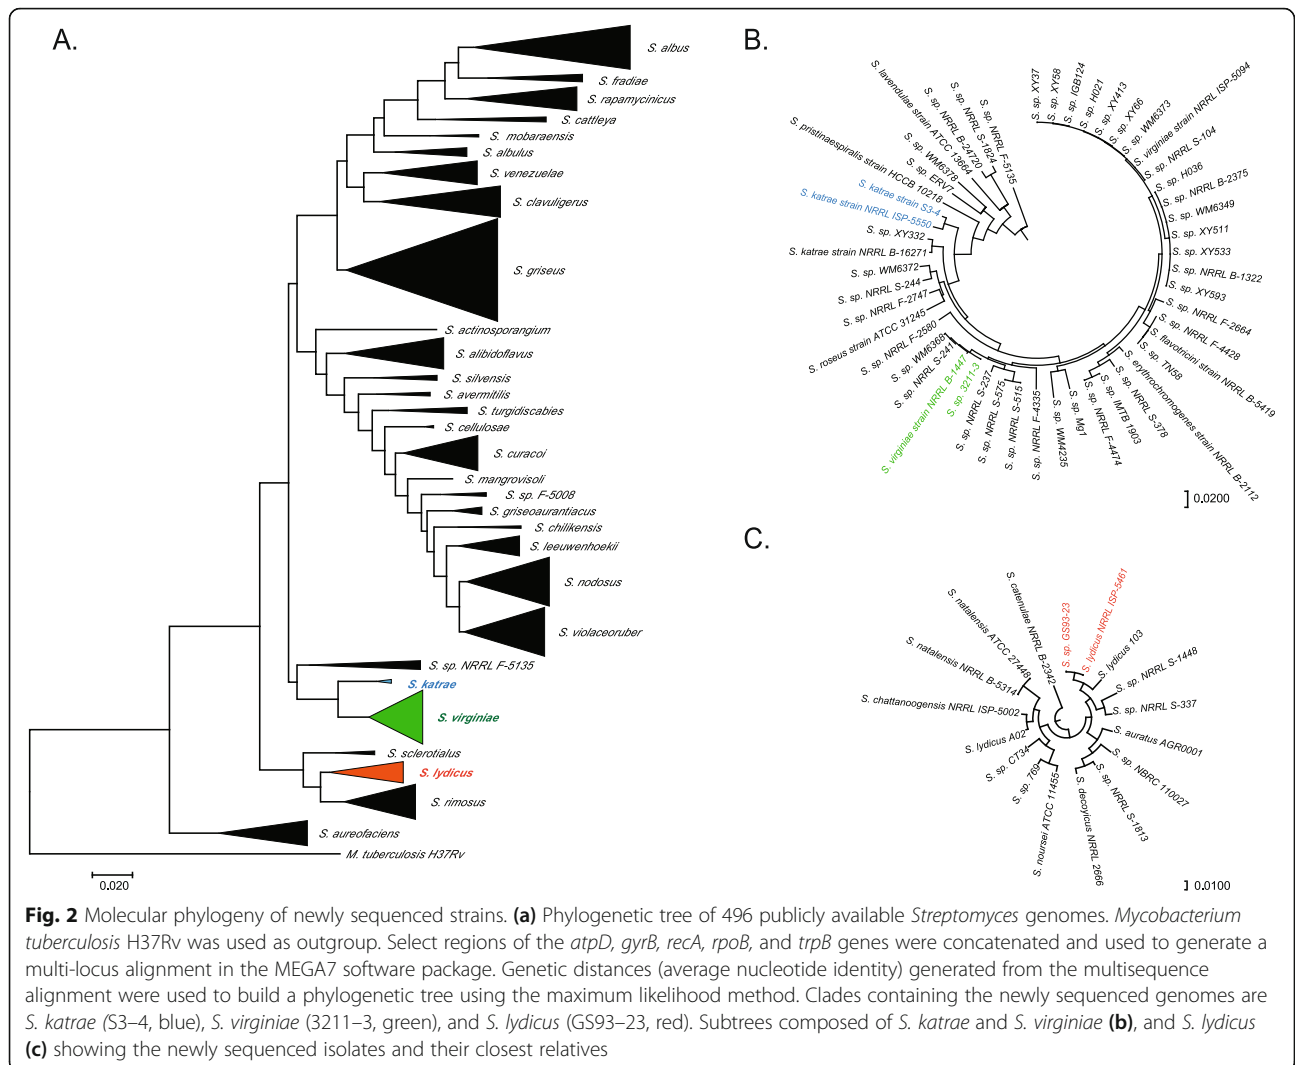 A.
S. albus
S. fradiae
S. rapamycinicus
S. cattleya
S. mobaraensis
S. albulus
S. venezuelae
S. clavuligerus
S. griseus
S. actinosporangium
S. alibidoflavus
S. silvensis
S. avermitilis
S. turgidiscabies
S. cellulosae
S. curacoi
S. mangrovisoli
S. sp. F-5008
S. griseoaurantiacus
S. chilikensis
S. leeuwenhoekii
S. nodosus
S. violaceoruber
S. sp. NRRL F-5135
S. katrae
S. virginiae
S. sclerotialus
S. lydicus
S. rimosus
S. aureofaciens
M. tuberculosis H37Rv
0.020
B.
S. sp. XY37
S. sp. XY58
S. sp. IGB124
S. sp. H021
S. sp. XY413
S. sp. XY66
S. sp. WM6373
S. virginiae strain NRRL ISP-5094
S. sp. NRRL S-104
S. sp. H036
S. sp. NRRL B-2375
S. sp. WM6349
S. sp. XY511
S. sp. XY533
S. sp. NRRL B-1322
S. sp. XY593
S. sp. NRRL F-2664
S. sp. NRRL F-4428
S. flavotricini strain NRRL B-5419
S. sp. TN58
S. erythrochromogenes strain NRRL B-2112
S. sp. NRRL S-378
S. sp. IMTB 1903
S. sp. NRRL F-4474
S. sp. Mg1
S. sp. WM4235
S. sp. NRRL F-4335
S. sp. NRRL S-515
S. sp. NRRL S-575
S. sp. NRRL S-237
S. sp. 3211-3
S. virginiae strain NRRL B-1447
S. sp. NRRL S-241
S. sp. WM6368
S. sp. NRRL F-2580
S. roseus strain ATCC 31245
S. sp. NRRL F-2747
S. sp. NRRL S-244
S. sp. WM6372
S. katrae strain NRRL B-16271
S. sp. XY332
S. katrae strain NRRL ISP-5550
S. katrae strain S3-4
S. pristinaespiralis strain HCCB 10218
S. sp. ERV7
S. sp. WM6378
S. lavendulae strain ATCC 13664
S. sp. NRRL B-24720
S. sp. NRRL S-1824
S. sp. NRRL F-5135
0.0200
C.
S. sp. GS93-23
S. lydicus NRRL ISP-5461
S. lydicus 103
S. sp. NRRL S-1448
S. sp. NRRL S-337
S. auratus AGR0001
S. sp. NBRC 110027
S. sp. NRRL S-1813
S. decoyicus NRRL 2666
S. noursei ATCC 11455
S. sp. 769
S. sp. CT34
S. lydicus A02
S. chattanoogensis NRRL ISP-5002
S. natalensis NRRL B-5314
S. natalensis ATCC 27448
S. catenulae NRRL B-2342
0.0100
Fig. 2 Molecular phylogeny of newly sequenced strains. (a) Phylogenetic tree of 496 publicly available Streptomyces genomes. Mycobacterium
tuberculosis H37Rv was used as outgroup. Select regions of the atpD, gyrB, recA, rpoB, and trpB genes were concatenated and used to generate a
multi-locus alignment in the MEGA7 software package. Genetic distances (average nucleotide identity) generated from the multisequence
alignment were used to build a phylogenetic tree using the maximum likelihood method. Clades containing the newly sequenced genomes are
S. katrae (S3–4, blue), S. virginiae (3211–3, green), and S. lydicus (GS93–23, red). Subtrees composed of S. katrae and S. virginiae (b), and S. lydicus
(c) showing the newly sequenced isolates and their closest relatives